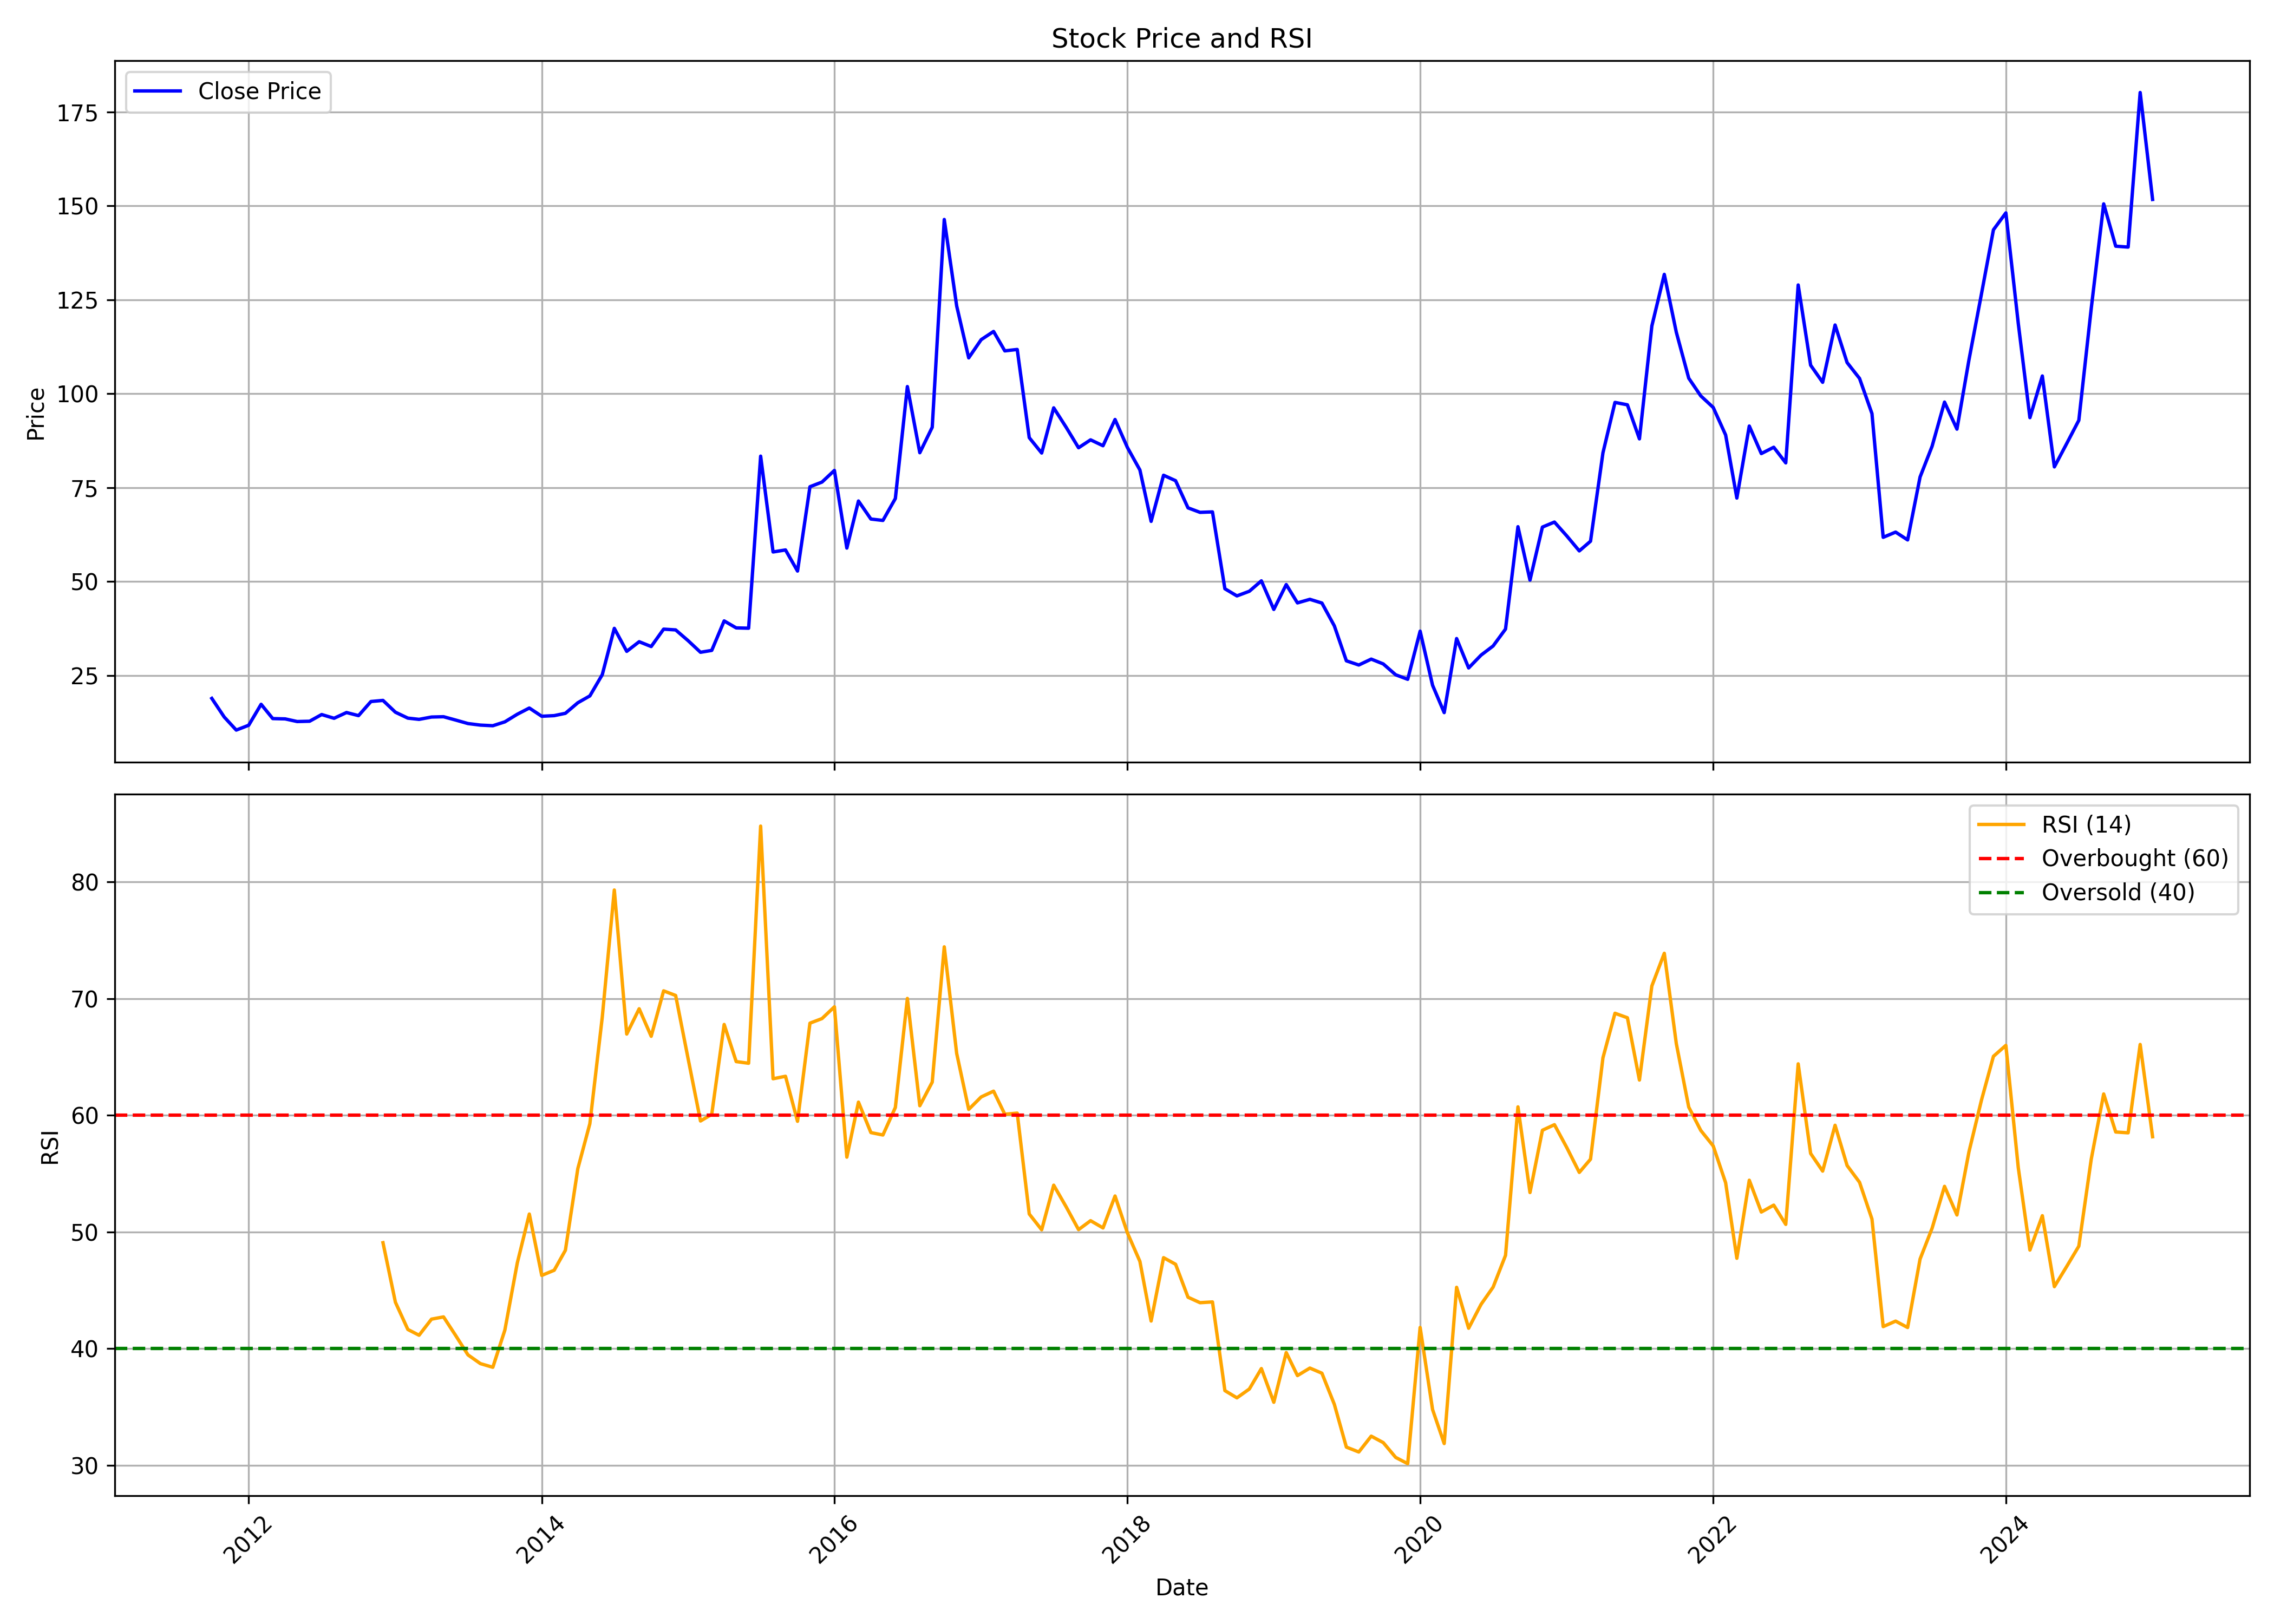 Stock Price and RSI
Close Price
175
150
125
100
75
50
25
Price
RSI (14)
Overbought (60)
Oversold (40)
80
70
60
50
40
30
RSI
2012
2014
2016
2018
2020
2022
2024
Date